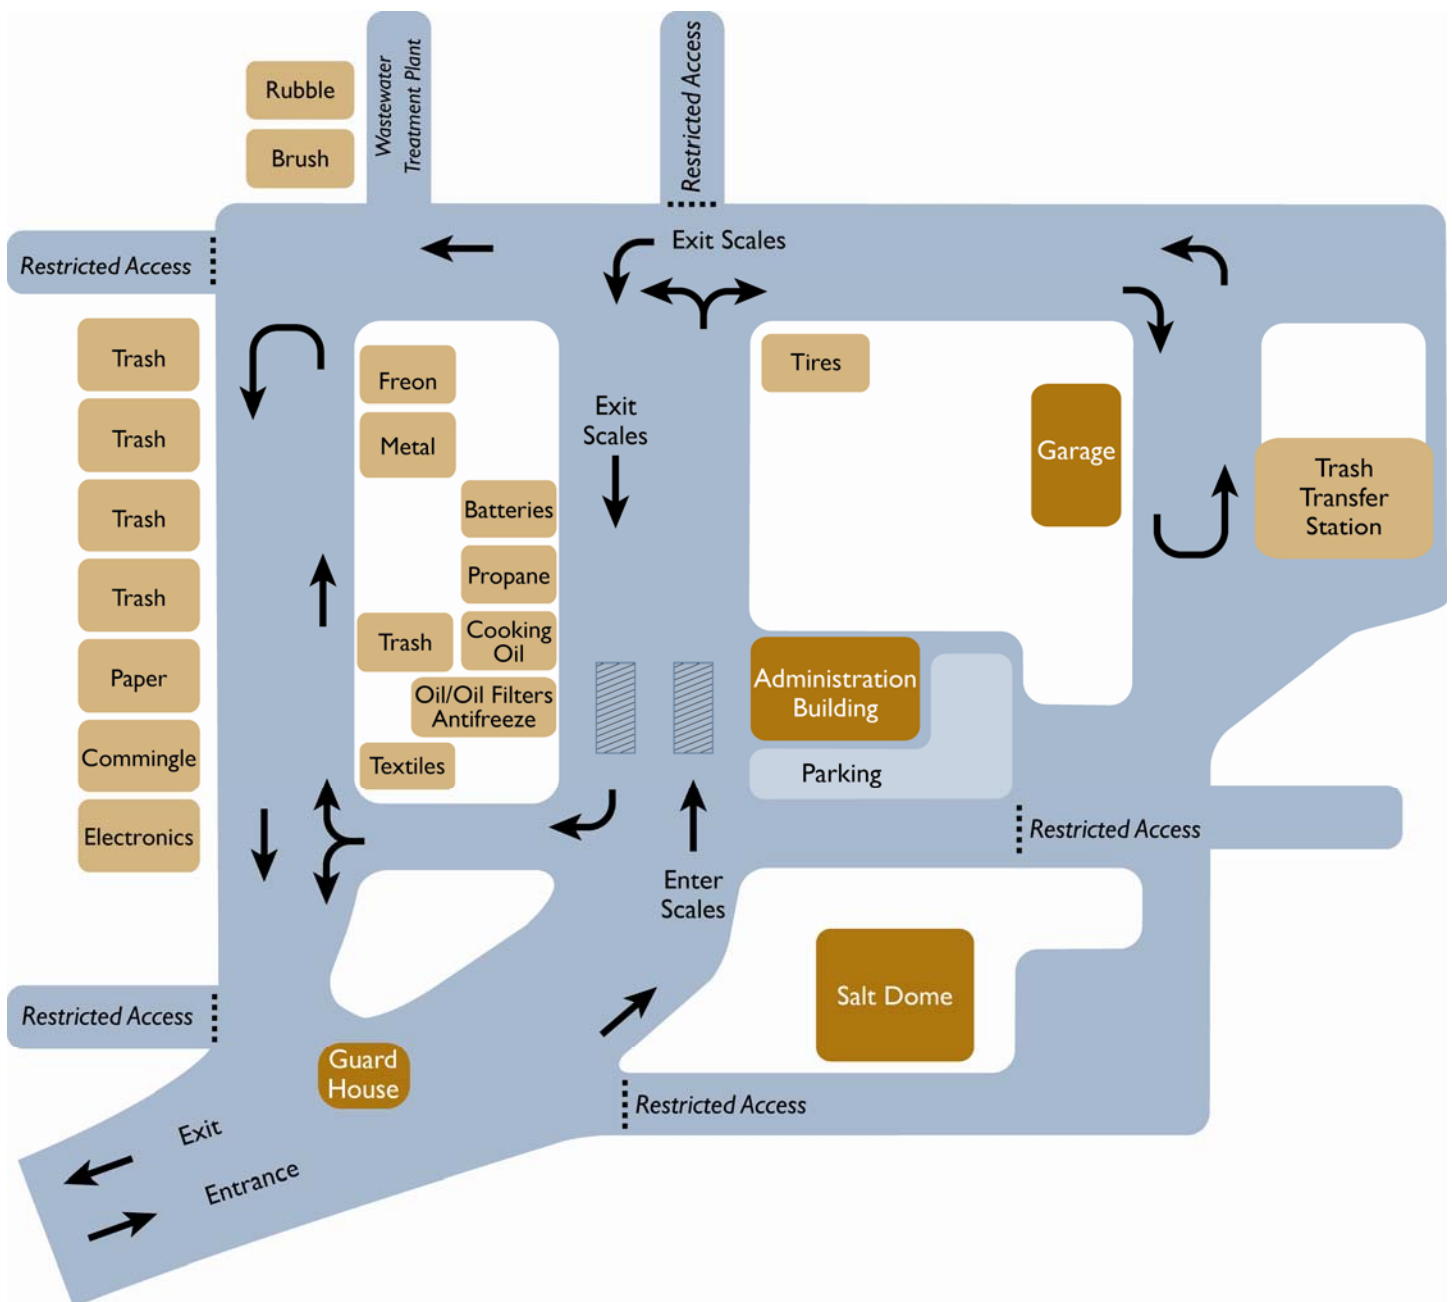 Rubble
Brush
Wastewater
Treatment Plant
Restricted Access
Restricted Access
Exit Scales
Trash
Trash
Trash
Trash
Paper
Commingle
Electronics
Freon
Metal
Batteries
Propane
Trash
Cooking
Oil
Oil/Oil Filters
Antifreeze
Textiles
Exit
Scales
Tires
Garage
Trash
Transfer
Station
Administration
Building
Parking
Restricted Access
Enter
Scales
Salt Dome
Restricted Access
Guard
House
Restricted Access
Exit
Entrance